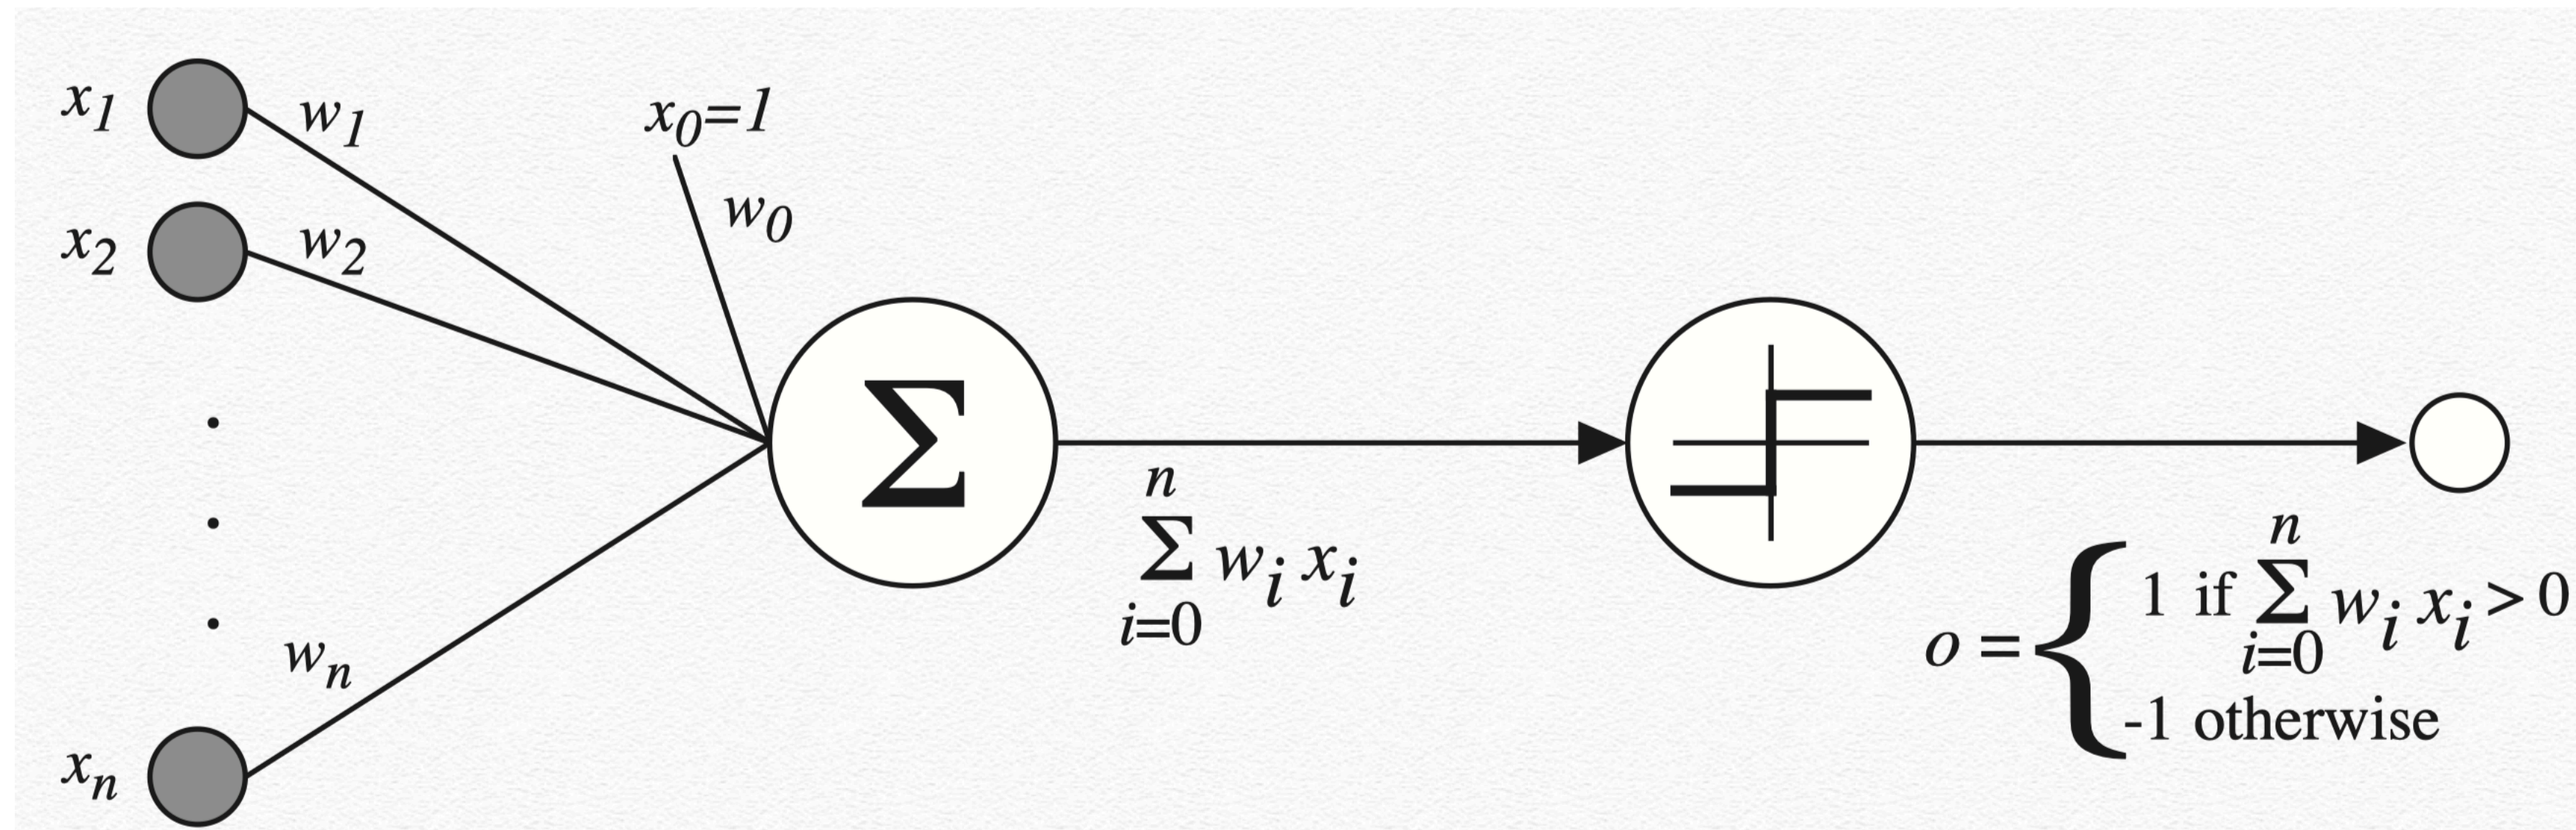 x1 w1
x0=1
w0
x2 w2
.
.
.
wn
xn
Σ
n
Σ wi xi
i=0
n
o = { 1 if Σ wi xi > 0
i=0
-1 otherwise